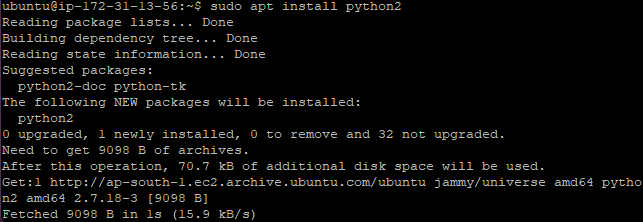 ubuntu@ip-172-31-13-56:~$ sudo apt install python2
Reading package lists... Done
Building dependency tree... Done
Reading state information... Done
Suggested packages:
  python2-doc python-tk
The following NEW packages will be installed:
  python2
0 upgraded, 1 newly installed, 0 to remove and 32 not upgraded.
Need to get 9098 B of archives.
After this operation, 70.7 kB of additional disk space will be used.
Get:1 http://ap-south-1.ec2.archive.ubuntu.com/ubuntu jammy/universe amd64 pytho
n2 amd64 2.7.18-3 [9098 B]
Fetched 9098 B in 1s (15.9 kB/s)